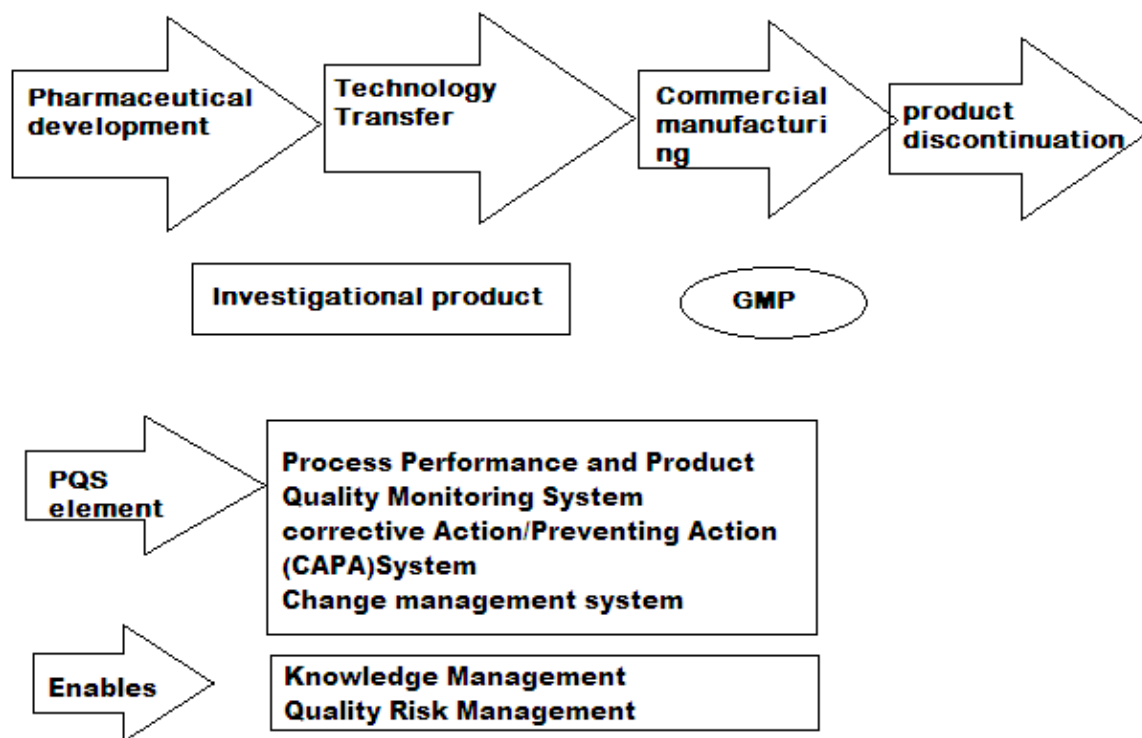 Pharmaceutical
development
Technology
Transfer
Commercial
manufacturi
ng
product
discontinuation
Investigational product
GMP
PQS
element
Process Performance and Product
Quality Monitoring System
corrective Action/Preventing Action
(CAPA)System
Change management system
Enables
Knowledge Management
Quality Risk Management